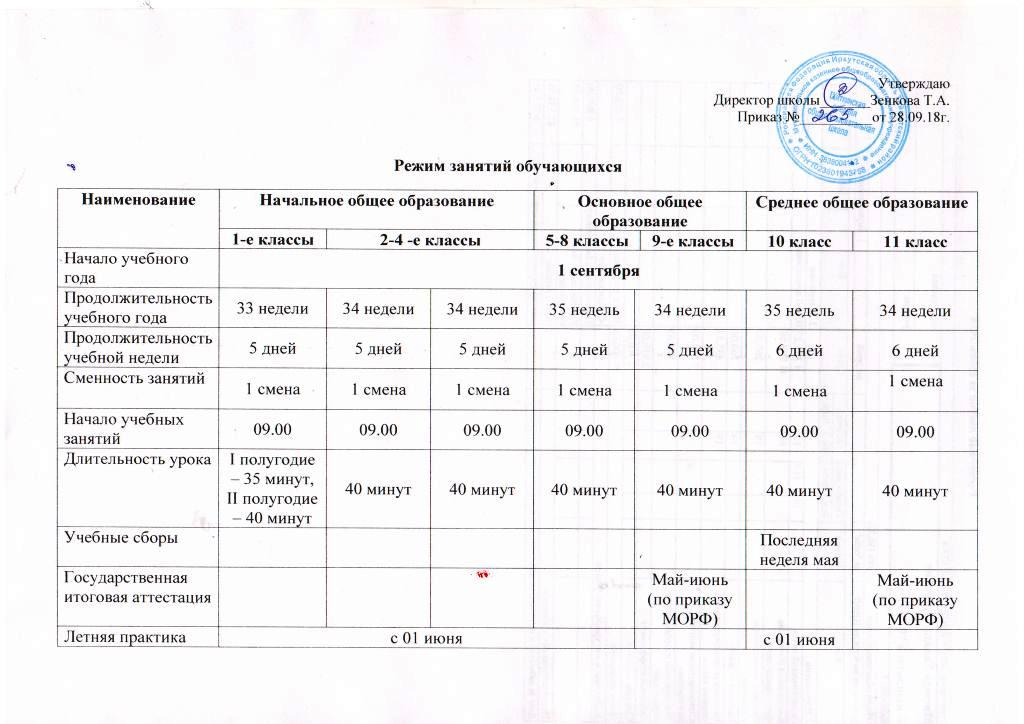 Утверждаю
Директор школы Зенкова Т.А.
Приказ № 265 от 28.09.18г.
Режим занятий обучающихся
Наименование Начальное общее образование Основное общее образование Среднее общее образование
1-е классы 2-4 -е классы 5-8 классы 9-е классы 10 класс 11 класс
Начало учебного года 1 сентября
Продолжительность учебного года 33 недели 34 недели 34 недели 35 недель 34 недели 35 недель 34 недели
Продолжительность учебной недели 5 дней 5 дней 5 дней 5 дней 5 дней 6 дней 6 дней
Сменность занятий 1 смена 1 смена 1 смена 1 смена 1 смена 1 смена 1 смена
Начало учебных занятий 09.00 09.00 09.00 09.00 09.00 09.00 09.00
Длительность урока I полугодие – 35 минут, II полугодие – 40 минут 40 минут 40 минут 40 минут 40 минут 40 минут 40 минут
Учебные сборы Последняя неделя мая
Государственная итоговая аттестация Май-июнь (по приказу МОРФ) Май-июнь (по приказу МОРФ)
Летняя практика с 01 июня с 01 июня